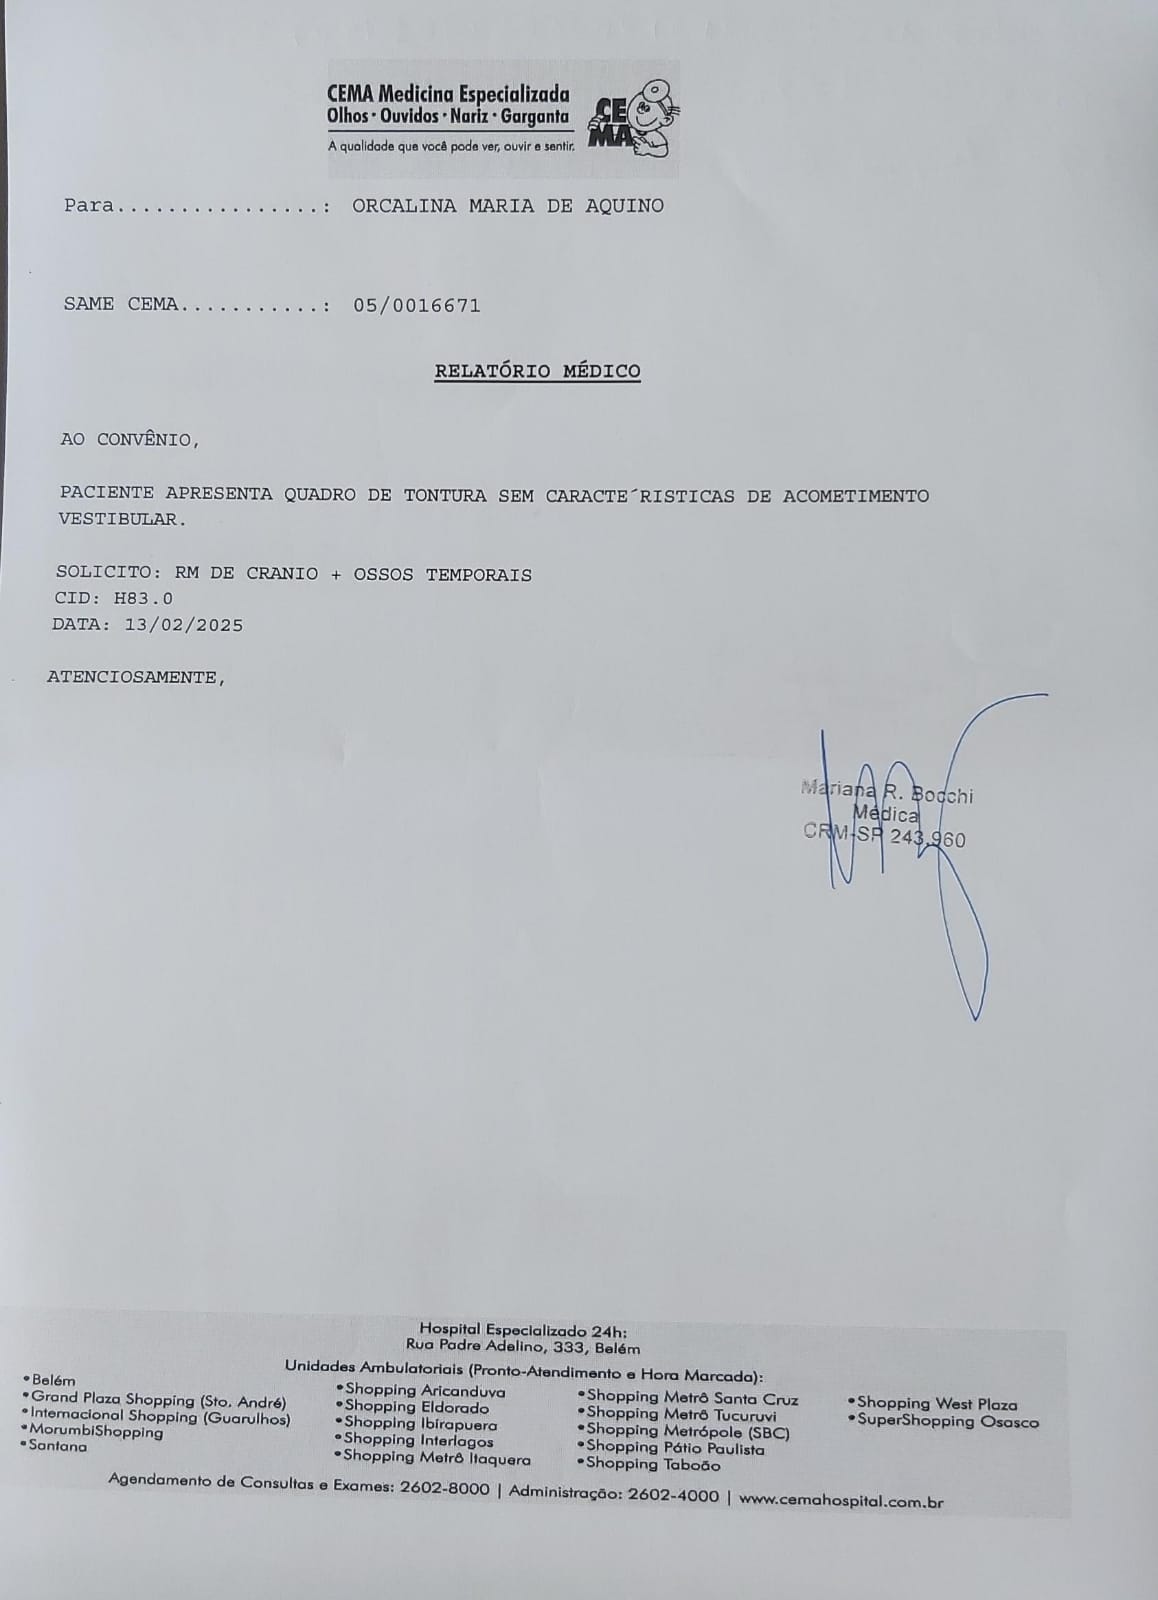 CEMA Medicina Especializada
Olhos · Ouvidos · Nariz · Garganta
A qualidade que você pode ver, ouvir e sentir.
CE
MA
Para................: ORCALINA MARIA DE AQUINO
SAME CEMA...........: 05/0016671
RELATÓRIO MÉDICO
AO CONVÊNIO,
PACIENTE APRESENTA QUADRO DE TONTURA SEM CARACTE´RISTICAS DE ACOMETIMENTO
VESTIBULAR.
SOLICITO: RM DE CRANIO + OSSOS TEMPORAIS
CID: H83.0
DATA: 13/02/2025
ATENCIOSAMENTE,
Mariana R. Bocchi
Médica
CRM-SP 243.960
Hospital Especializado 24h:
Rua Padre Adelino, 333, Belém
Unidades Ambulatoriais (Pronto-Atendimento e Hora Marcada):
•Belém
•Grand Plaza Shopping (Sto. André)
•Internacional Shopping (Guarulhos)
•MorumbiShopping
•Santana
•Shopping Aricanduva
•Shopping Eldorado
•Shopping Ibirapuera
•Shopping Interlagos
•Shopping Metrô Itaquera
•Shopping Metrô Santa Cruz
•Shopping Metrô Tucuruvi
•Shopping Metrópole (SBC)
•Shopping Pátio Paulista
•Shopping Taboão
•Shopping West Plaza
•SuperShopping Osasco
Agendamento de Consultas e Exames: 2602-8000 | Administração: 2602-4000 | www.cemahospital.com.br